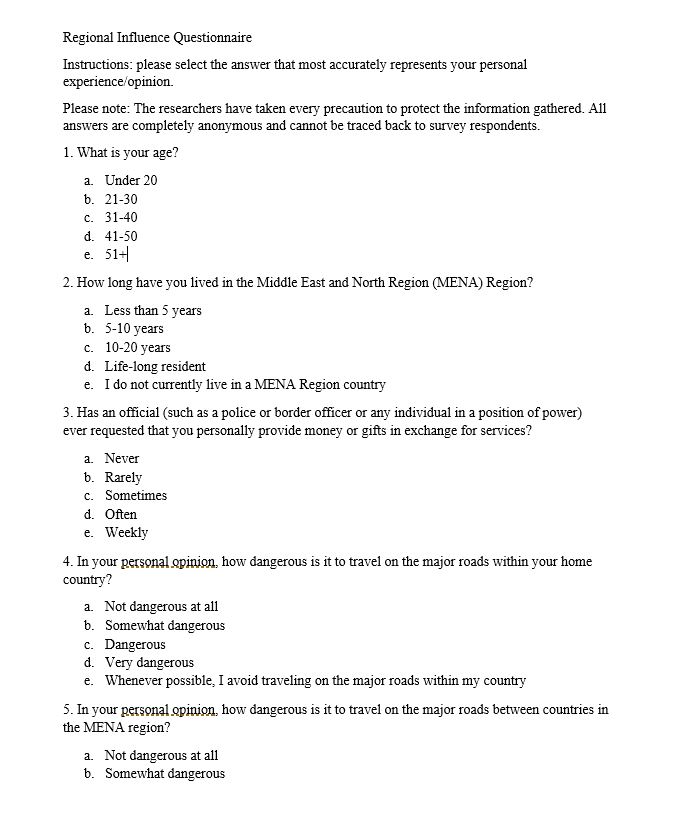 Regional Influence Questionnaire
Instructions: please select the answer that most accurately represents your personal
experience/opinion.
Please note: The researchers have taken every precaution to protect the information gathered. All
answers are completely anonymous and cannot be traced back to survey respondents.
1. What is your age?
a. Under 20
b. 21-30
c. 31-40
d. 41-50
e. 51+
2. How long have you lived in the Middle East and North Region (MENA) Region?
a. Less than 5 years
b. 5-10 years
c. 10-20 years
d. Life-long resident
e. I do not currently live in a MENA Region country
3. Has an official (such as a police or border officer or any individual in a position of power)
ever requested that you personally provide money or gifts in exchange for services?
a. Never
b. Rarely
c. Sometimes
d. Often
e. Weekly
4. In your personal opinion, how dangerous is it to travel on the major roads within your home
country?
a. Not dangerous at all
b. Somewhat dangerous
c. Dangerous
d. Very dangerous
e. Whenever possible, I avoid traveling on the major roads within my country
5. In your personal opinion, how dangerous is it to travel on the major roads between countries in
the MENA region?
a. Not dangerous at all
b. Somewhat dangerous